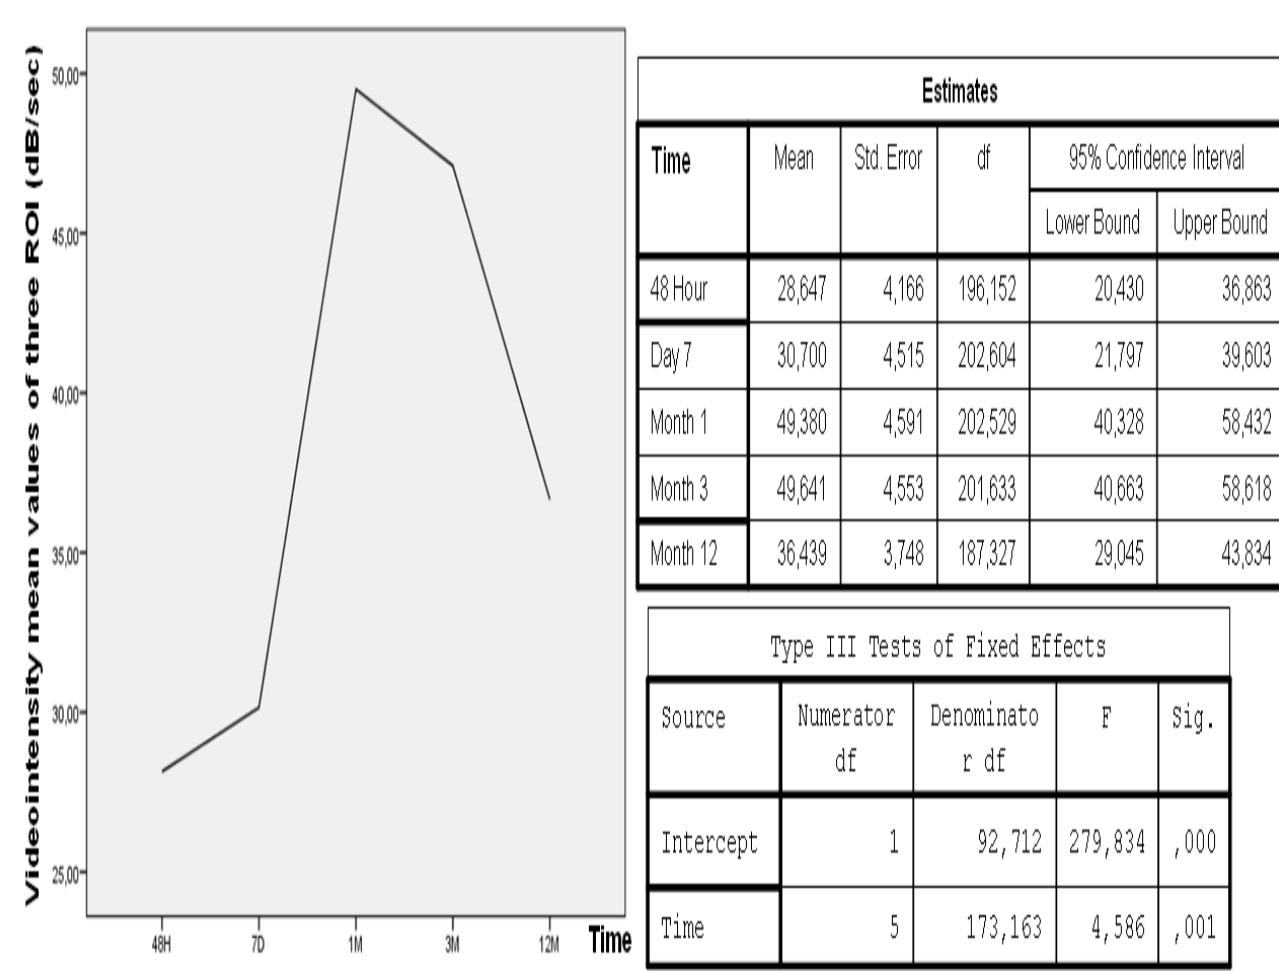 Videointensity mean values of three ROI (dB/sec)
50,00
45,00
40,00
35,00
30,00
25,00
48H 7D 1M 3M 12M Time
Estimates
Time Mean Std. Error df 95% Confidence Interval
Lower Bound Upper Bound
48 Hour 28,647 4,166 196,152 20,430 36,863
Day 7 30,700 4,515 202,604 21,797 39,603
Month 1 49,380 4,591 202,529 40,328 58,432
Month 3 49,641 4,553 201,633 40,663 58,618
Month 12 36,439 3,748 187,327 29,045 43,834
Type III Tests of Fixed Effects
Source Numerator Denominato F Sig.
df r df
Intercept 1 92,712 279,834 ,000
Time 5 173,163 4,586 ,001